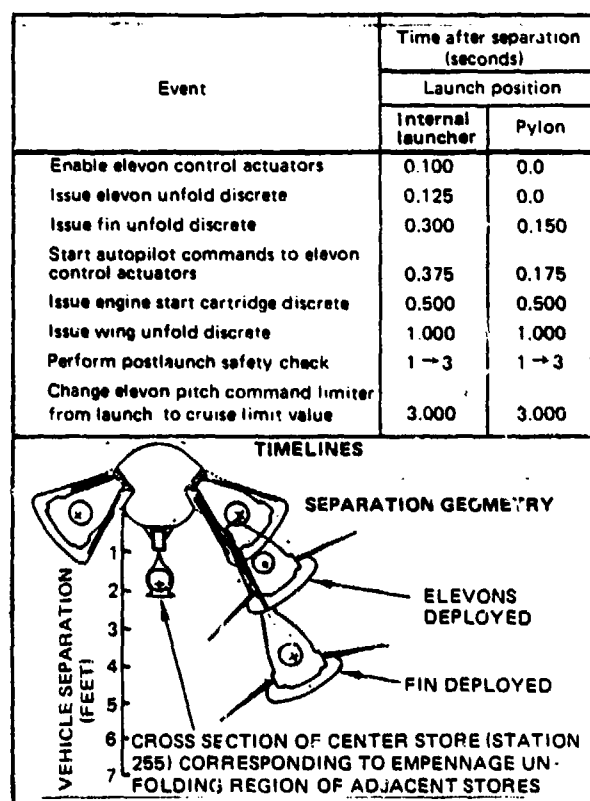 Time after separation
(seconds)
Event
Launch position
Internal
launcher
Pylon
Enable elevon control actuators 0.100 0.0
Issue elevon unfold discrete 0.125 0.0
Issue fin unfold discrete 0.300 0.150
Start autopilot commands to elevon
control actuators 0.375 0.175
Issue engine start cartridge discrete 0.500 0.500
Issue wing unfold discrete 1.000 1.000
Perform postlaunch safety check 1→3 1→3
Change elevon pitch command limiter
from launch to cruise limit value 3.000 3.000
TIMELINES
SEPARATION GEOMETRY
VEHICLE SEPARATION
(FEET)
1
2
3
4
5
6
7
ELEVONS
DEPLOYED
FIN DEPLOYED
CROSS SECTION OF CENTER STORE (STATION
255) CORRESPONDING TO EMPENNAGE UN-
FOLDING REGION OF ADJACENT STORES